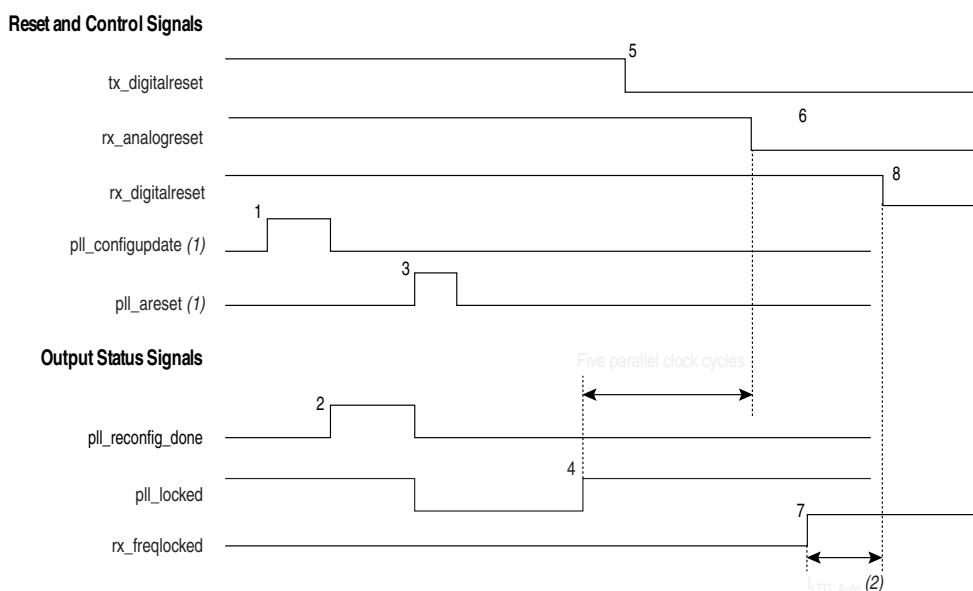 Reset and Control Signals
5
tx_digitalreset
6
rx_analogreset
8
rx_digitalreset
1
pll_configupdate (1)
3
pll_areset (1)
Output Status Signals
Five parallel clock cycles
2
pll_reconfig_done
4
pll_locked
7
rx_freqlocked
tLTD_Auto (2)